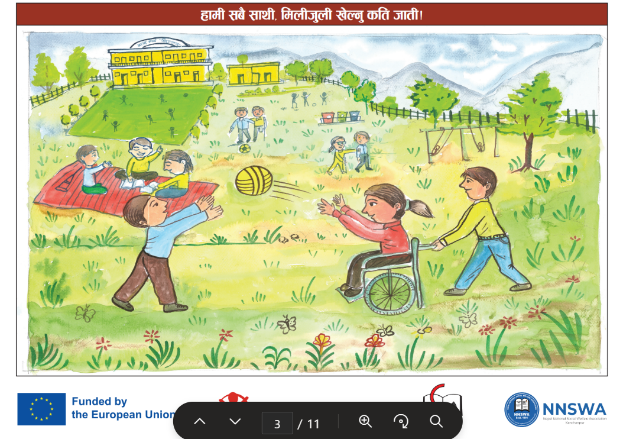 हामी सबै साथी, मिलीजुली खेल्नु कति जाती!
Funded by
the European Union
NNSWA
3 / 11